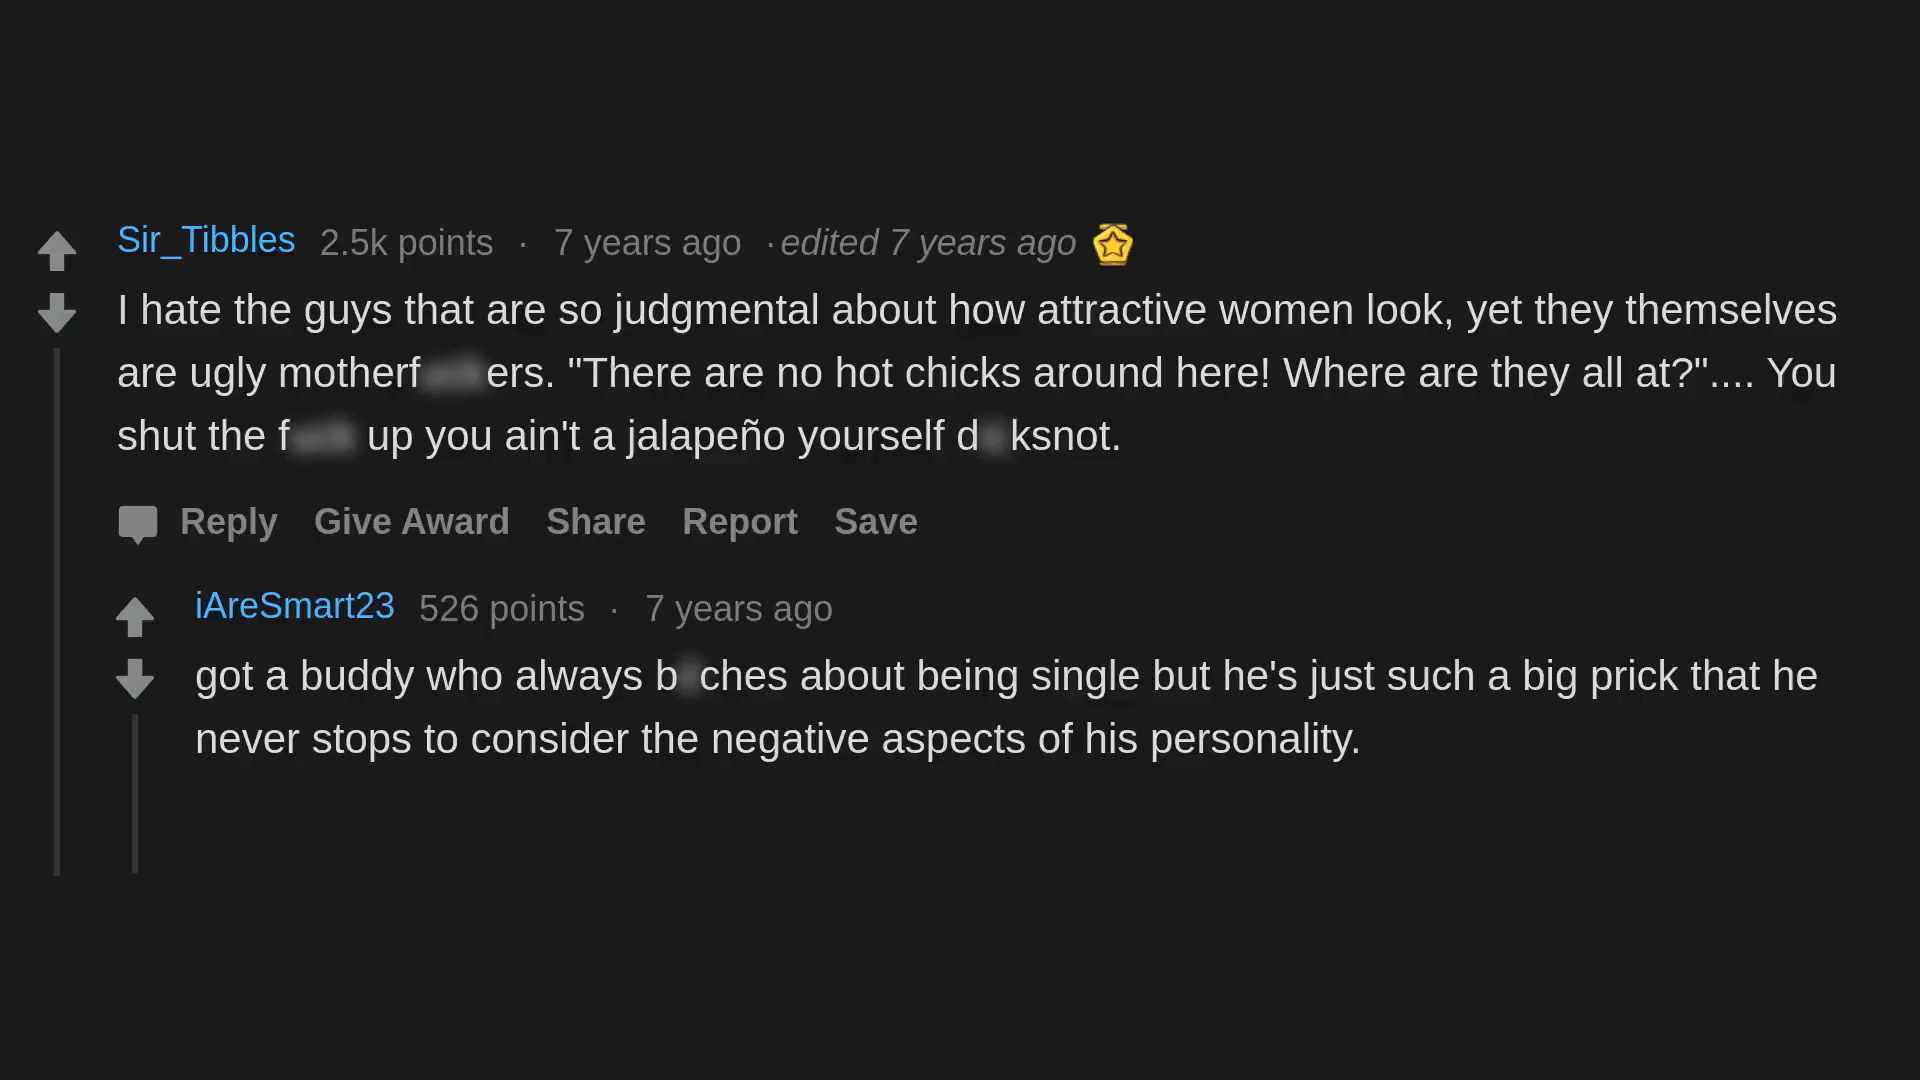 Sir_Tibbles 2.5k points · 7 years ago · edited 7 years ago
I hate the guys that are so judgmental about how attractive women look, yet they themselves
are ugly motherf ers. "There are no hot chicks around here! Where are they all at?".... You
shut the f up you ain't a jalapeño yourself d ksnot.
Reply Give Award Share Report Save
iAreSmart23 526 points · 7 years ago
got a buddy who always b ches about being single but he's just such a big prick that he
never stops to consider the negative aspects of his personality.